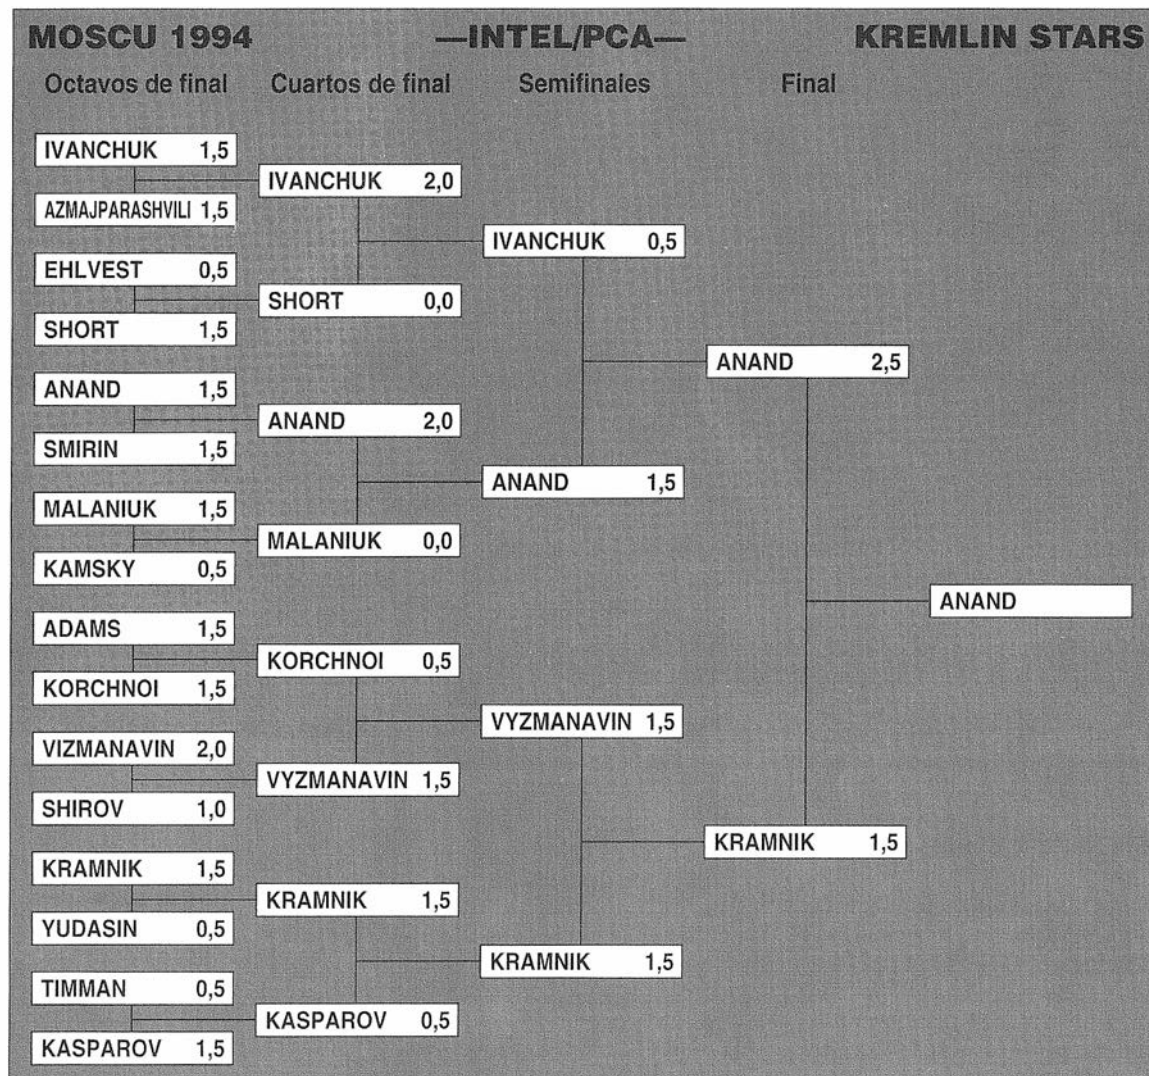 MOSCU 1994 —INTEL/PCA— KREMLIN STARS
Octavos de final Cuartos de final Semifinales Final
IVANCHUK 1,5
AZMAJPARASHVILI 1,5
EHLVEST 0,5
SHORT 1,5
ANAND 1,5
SMIRIN 1,5
MALANIUK 1,5
KAMSKY 0,5
ADAMS 1,5
KORCHNOI 1,5
VIZMANAVIN 2,0
SHIROV 1,0
KRAMNIK 1,5
YUDASIN 0,5
TIMMAN 0,5
KASPAROV 1,5
IVANCHUK 2,0
SHORT 0,0
ANAND 2,0
MALANIUK 0,0
KORCHNOI 0,5
VYZMANAVIN 1,5
KRAMNIK 1,5
KASPAROV 0,5
IVANCHUK 0,5
ANAND 1,5
VYZMANAVIN 1,5
KRAMNIK 1,5
ANAND 2,5
KRAMNIK 1,5
ANAND